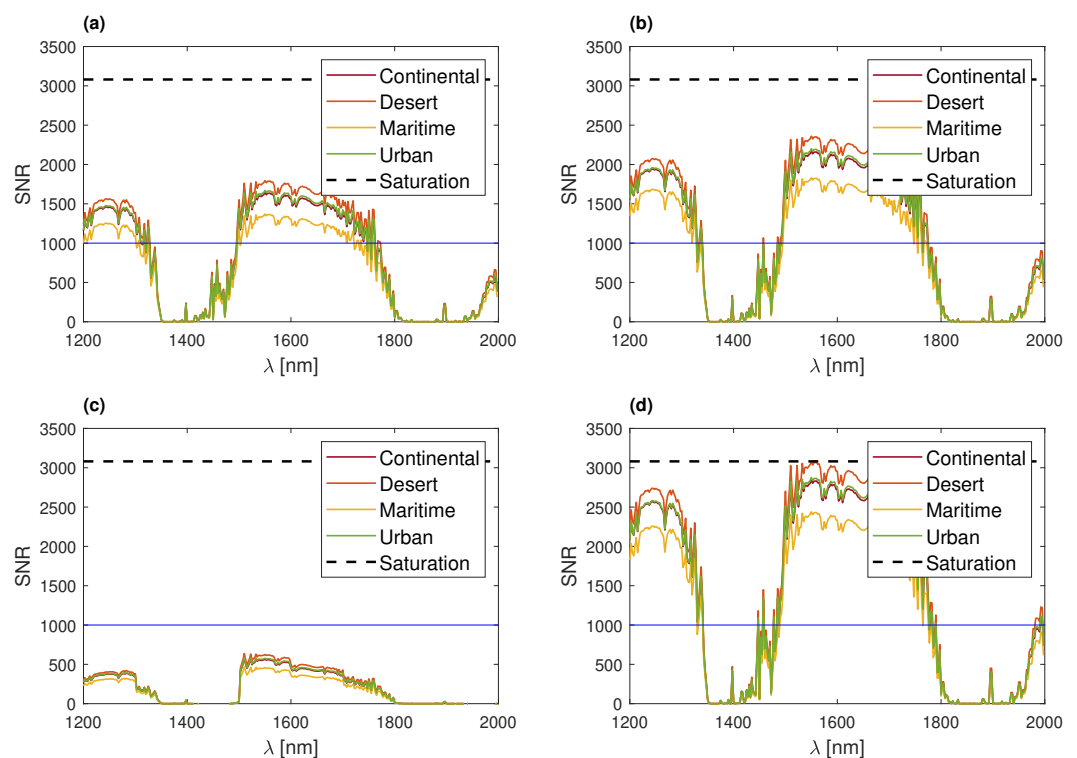 (a)
3500
3000
2500
2000
1500
1000
500
0
SNR
1200
1400
1600
1800
2000
λ [nm]
Continental
Desert
Maritime
Urban
Saturation
(b)
3500
3000
2500
2000
1500
1000
500
0
SNR
1200
1400
1600
1800
2000
λ [nm]
Continental
Desert
Maritime
Urban
Saturation
(c)
3500
3000
2500
2000
1500
1000
500
0
SNR
1200
1400
1600
1800
2000
λ [nm]
Continental
Desert
Maritime
Urban
Saturation
(d)
3500
3000
2500
2000
1500
1000
500
0
SNR
1200
1400
1600
1800
2000
λ [nm]
Continental
Desert
Maritime
Urban
Saturation